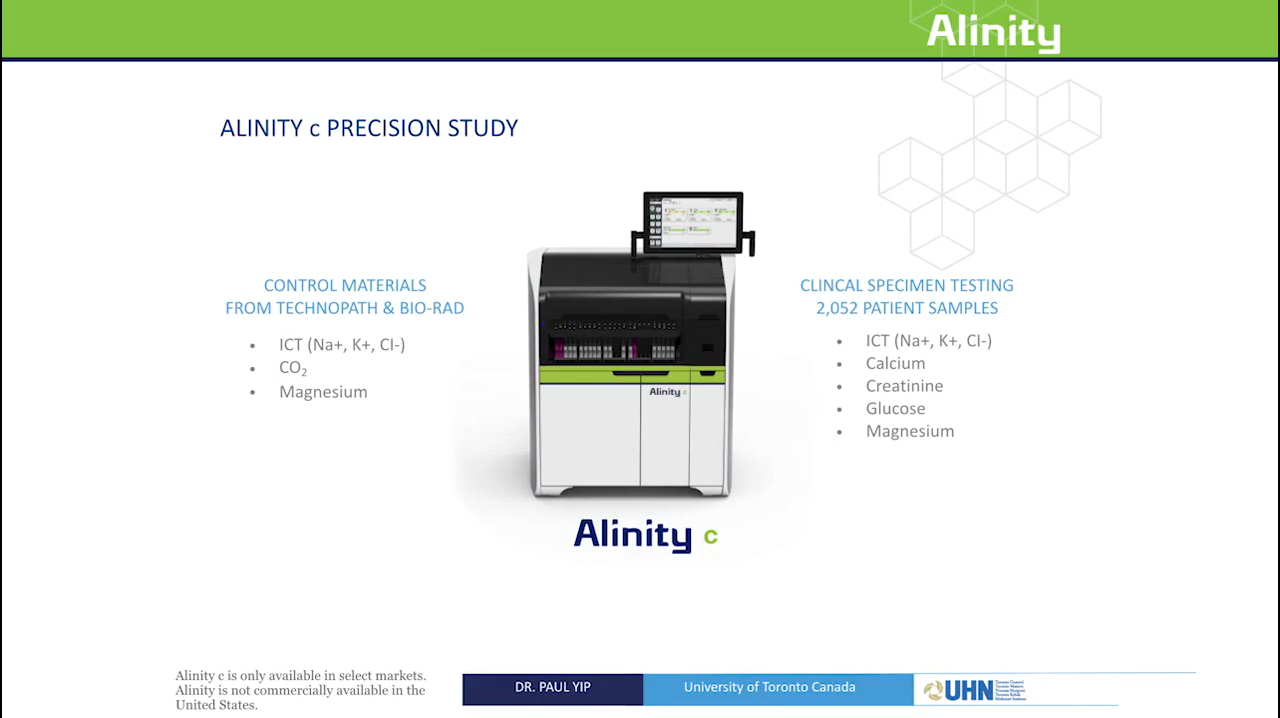 Alinity
ALINITY c PRECISION STUDY
CONTROL MATERIALS
FROM TECHNOPATH & BIO-RAD
• ICT (Na+, K+, CI-)
• CO₂
• Magnesium
Alinity c
Alinity c
CLINCAL SPECIMEN TESTING
2,052 PATIENT SAMPLES
• ICT (Na+, K+, CI-)
• Calcium
• Creatinine
• Glucose
• Magnesium
Alinity c is only available in select markets.
Alinity is not commercially available in the
United States.
DR. PAUL YIP
University of Toronto Canada
UHN